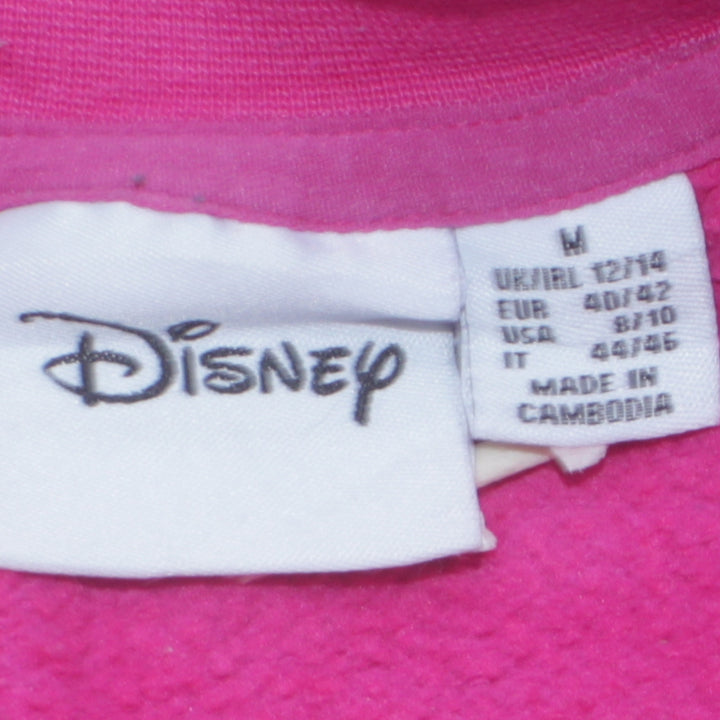 Disney
M
UK/IRL 12/14
EUR 40/42
USA 8/10
IT 44/46
MADE IN
CAMBODIA